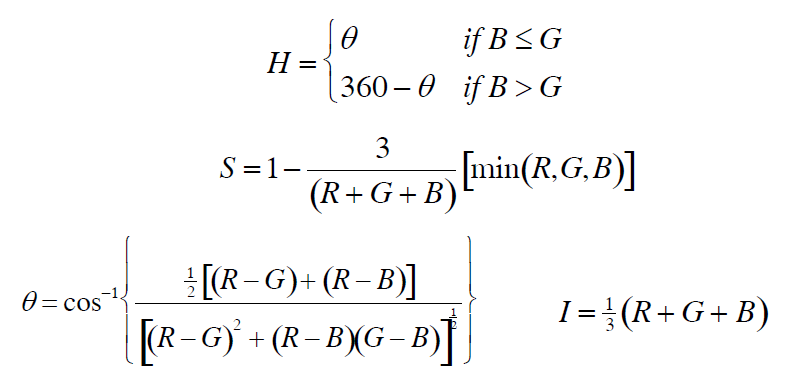 H = { θ if B ≤ G
360 − θ if B > G
S = 1 − 3 / (R + G + B) [min(R, G, B)]
θ = cos⁻¹ { ½[(R − G) + (R − B)] / [(R − G)² + (R − B)(G − B)]^½ }
I = ⅓(R + G + B)